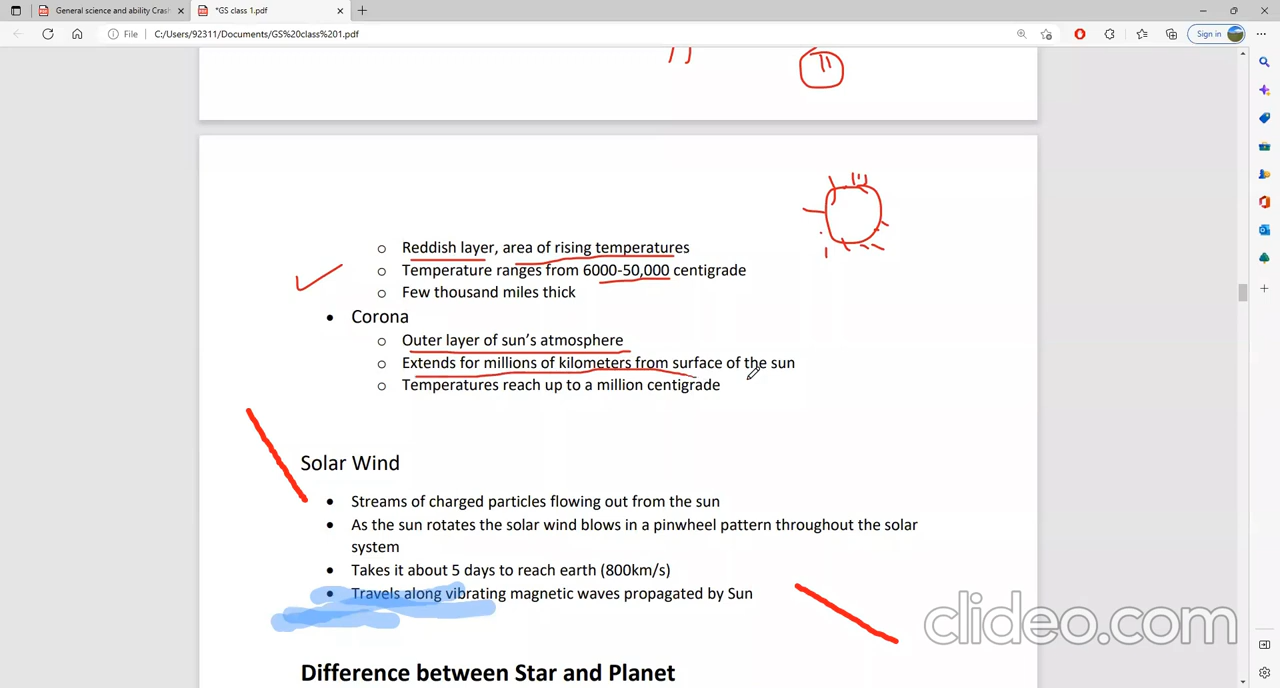 General science and ability Crash
*GS class 1.pdf
File
C:/Users/92311/Documents/GS%20class%201.pdf
Sign in
Reddish layer, area of rising temperatures
Temperature ranges from 6000-50,000 centigrade
Few thousand miles thick
Corona
Outer layer of sun's atmosphere
Extends for millions of kilometers from surface of the sun
Temperatures reach up to a million centigrade
Solar Wind
Streams of charged particles flowing out from the sun
As the sun rotates the solar wind blows in a pinwheel pattern throughout the solar
system
Takes it about 5 days to reach earth (800km/s)
Travels along vibrating magnetic waves propagated by Sun
clideo.com
Difference between Star and Planet